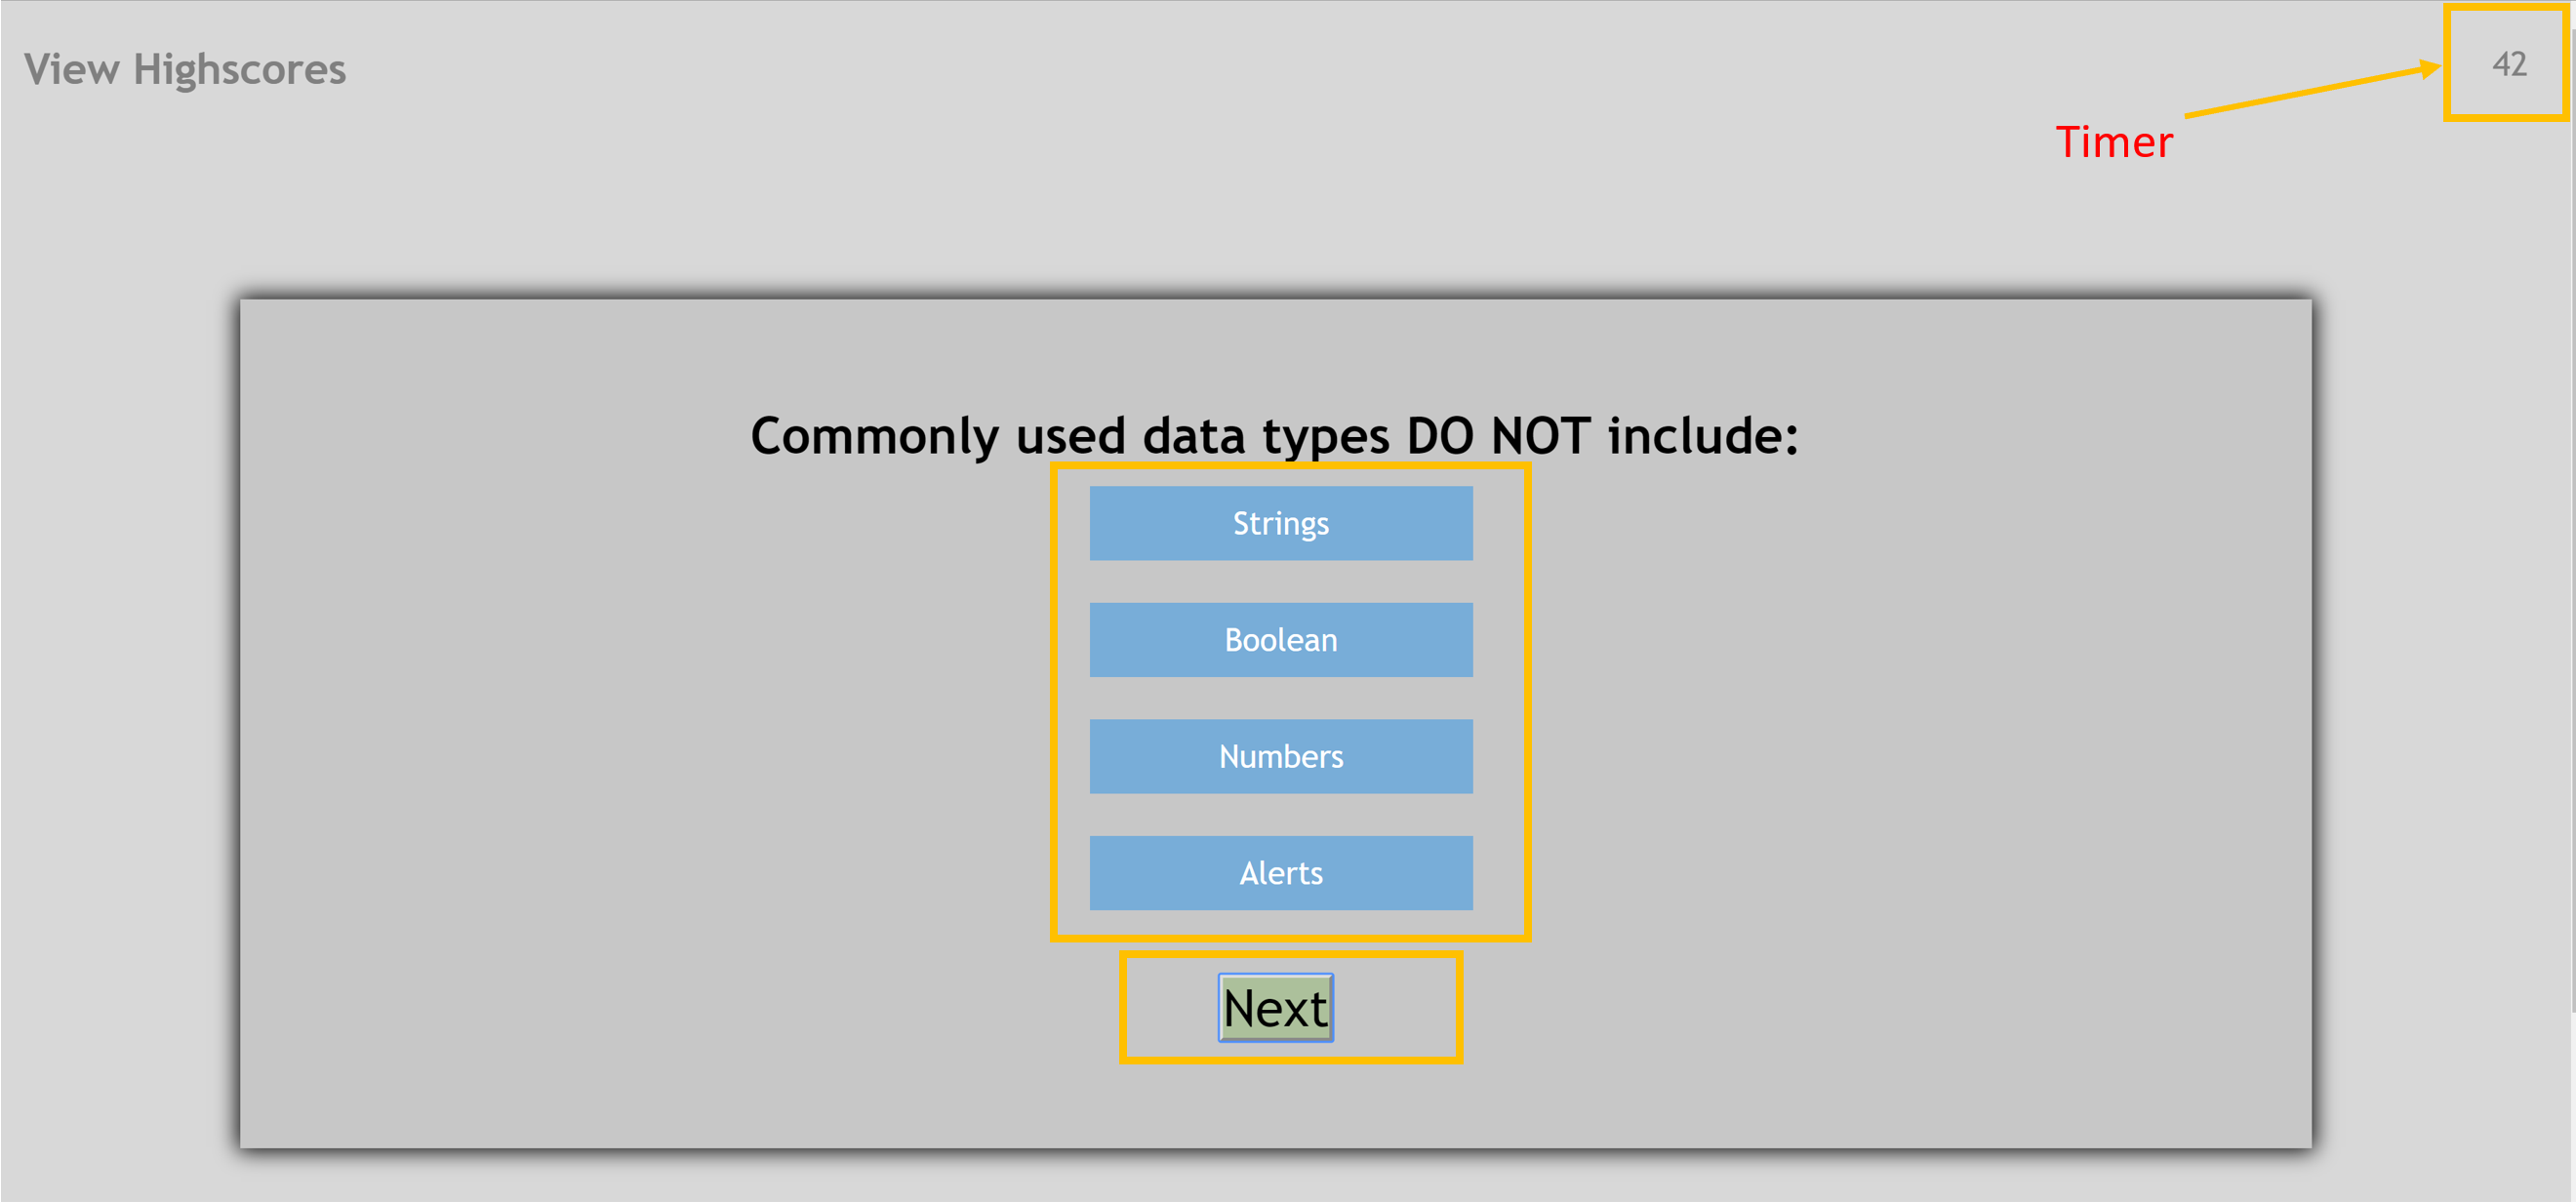 View Highscores
42
Timer
Commonly used data types DO NOT include:
Strings
Boolean
Numbers
Alerts
Next